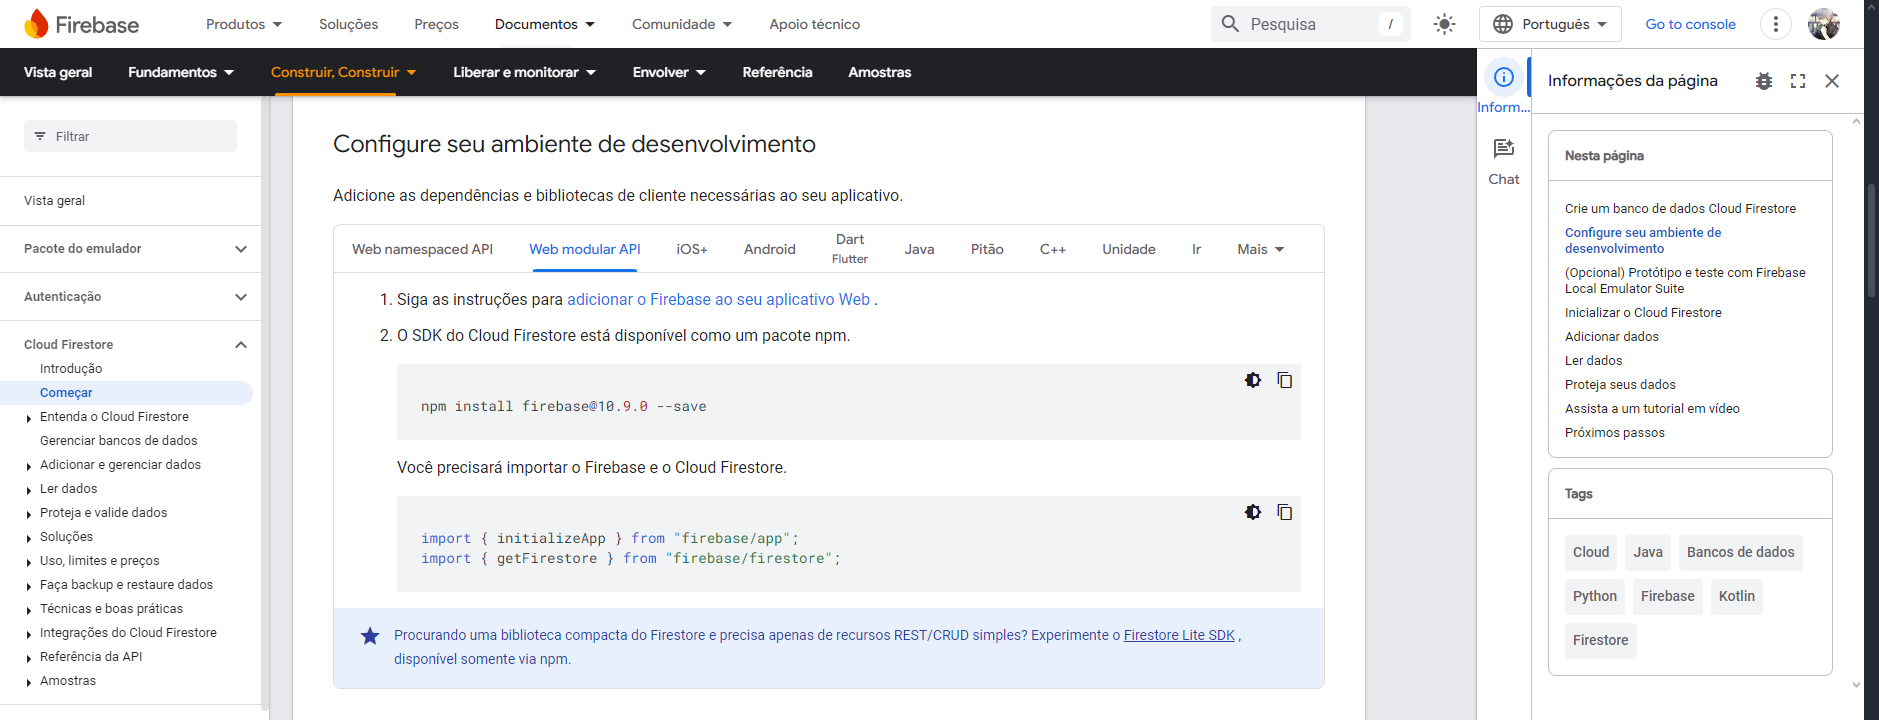 Firebase
Produtos
Soluções
Preços
Documentos
Comunidade
Apoio técnico
Pesquisa
/
Português
Go to console
Vista geral
Fundamentos
Construir, Construir
Liberar e monitorar
Envolver
Referência
Amostras
Filtrar
Vista geral
Pacote do emulador
Autenticação
Cloud Firestore
Introdução
Começar
Entenda o Cloud Firestore
Gerenciar bancos de dados
Adicionar e gerenciar dados
Ler dados
Proteja e valide dados
Soluções
Uso, limites e preços
Faça backup e restaure dados
Técnicas e boas práticas
Integrações do Cloud Firestore
Referência da API
Amostras
Configure seu ambiente de desenvolvimento
Adicione as dependências e bibliotecas de cliente necessárias ao seu aplicativo.
Web namespaced API
Web modular API
iOS+
Android
Dart
Flutter
Java
Pitão
C++
Unidade
Ir
Mais
1. Siga as instruções para adicionar o Firebase ao seu aplicativo Web .
2. O SDK do Cloud Firestore está disponível como um pacote npm.
npm install firebase@10.9.0 --save
Você precisará importar o Firebase e o Cloud Firestore.
import { initializeApp } from "firebase/app";
import { getFirestore } from "firebase/firestore";
Procurando uma biblioteca compacta do Firestore e precisa apenas de recursos REST/CRUD simples? Experimente o Firestore Lite SDK ,
disponível somente via npm.
Inform...
Chat
Informações da página
Nesta página
Crie um banco de dados Cloud Firestore
Configure seu ambiente de
desenvolvimento
(Opcional) Protótipo e teste com Firebase
Local Emulator Suite
Inicializar o Cloud Firestore
Adicionar dados
Ler dados
Proteja seus dados
Assista a um tutorial em vídeo
Próximos passos
Tags
Cloud
Java
Bancos de dados
Python
Firebase
Kotlin
Firestore